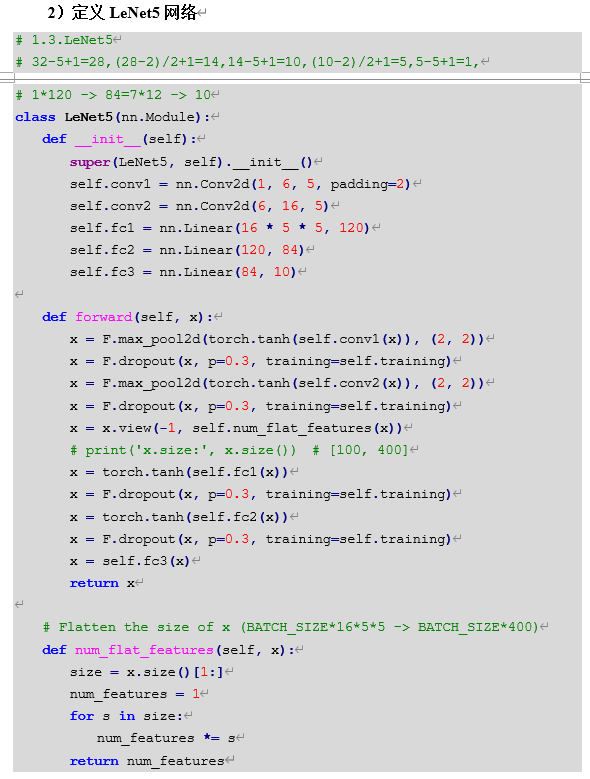 2）定义 LeNet5 网络
# 1.3.LeNet5
# 32-5+1=28,(28-2)/2+1=14,14-5+1=10,(10-2)/2+1=5,5-5+1=1,
# 1*120 -> 84=7*12 -> 10
class LeNet5(nn.Module):
    def __init__(self):
        super(LeNet5, self).__init__()
        self.conv1 = nn.Conv2d(1, 6, 5, padding=2)
        self.conv2 = nn.Conv2d(6, 16, 5)
        self.fc1 = nn.Linear(16 * 5 * 5, 120)
        self.fc2 = nn.Linear(120, 84)
        self.fc3 = nn.Linear(84, 10)
    def forward(self, x):
        x = F.max_pool2d(torch.tanh(self.conv1(x)), (2, 2))
        x = F.dropout(x, p=0.3, training=self.training)
        x = F.max_pool2d(torch.tanh(self.conv2(x)), (2, 2))
        x = F.dropout(x, p=0.3, training=self.training)
        x = x.view(-1, self.num_flat_features(x))
        # print('x.size:', x.size())  # [100, 400]
        x = torch.tanh(self.fc1(x))
        x = F.dropout(x, p=0.3, training=self.training)
        x = torch.tanh(self.fc2(x))
        x = F.dropout(x, p=0.3, training=self.training)
        x = self.fc3(x)
        return x
    # Flatten the size of x (BATCH_SIZE*16*5*5 -> BATCH_SIZE*400)
    def num_flat_features(self, x):
        size = x.size()[1:]
        num_features = 1
        for s in size:
            num_features *= s
        return num_features